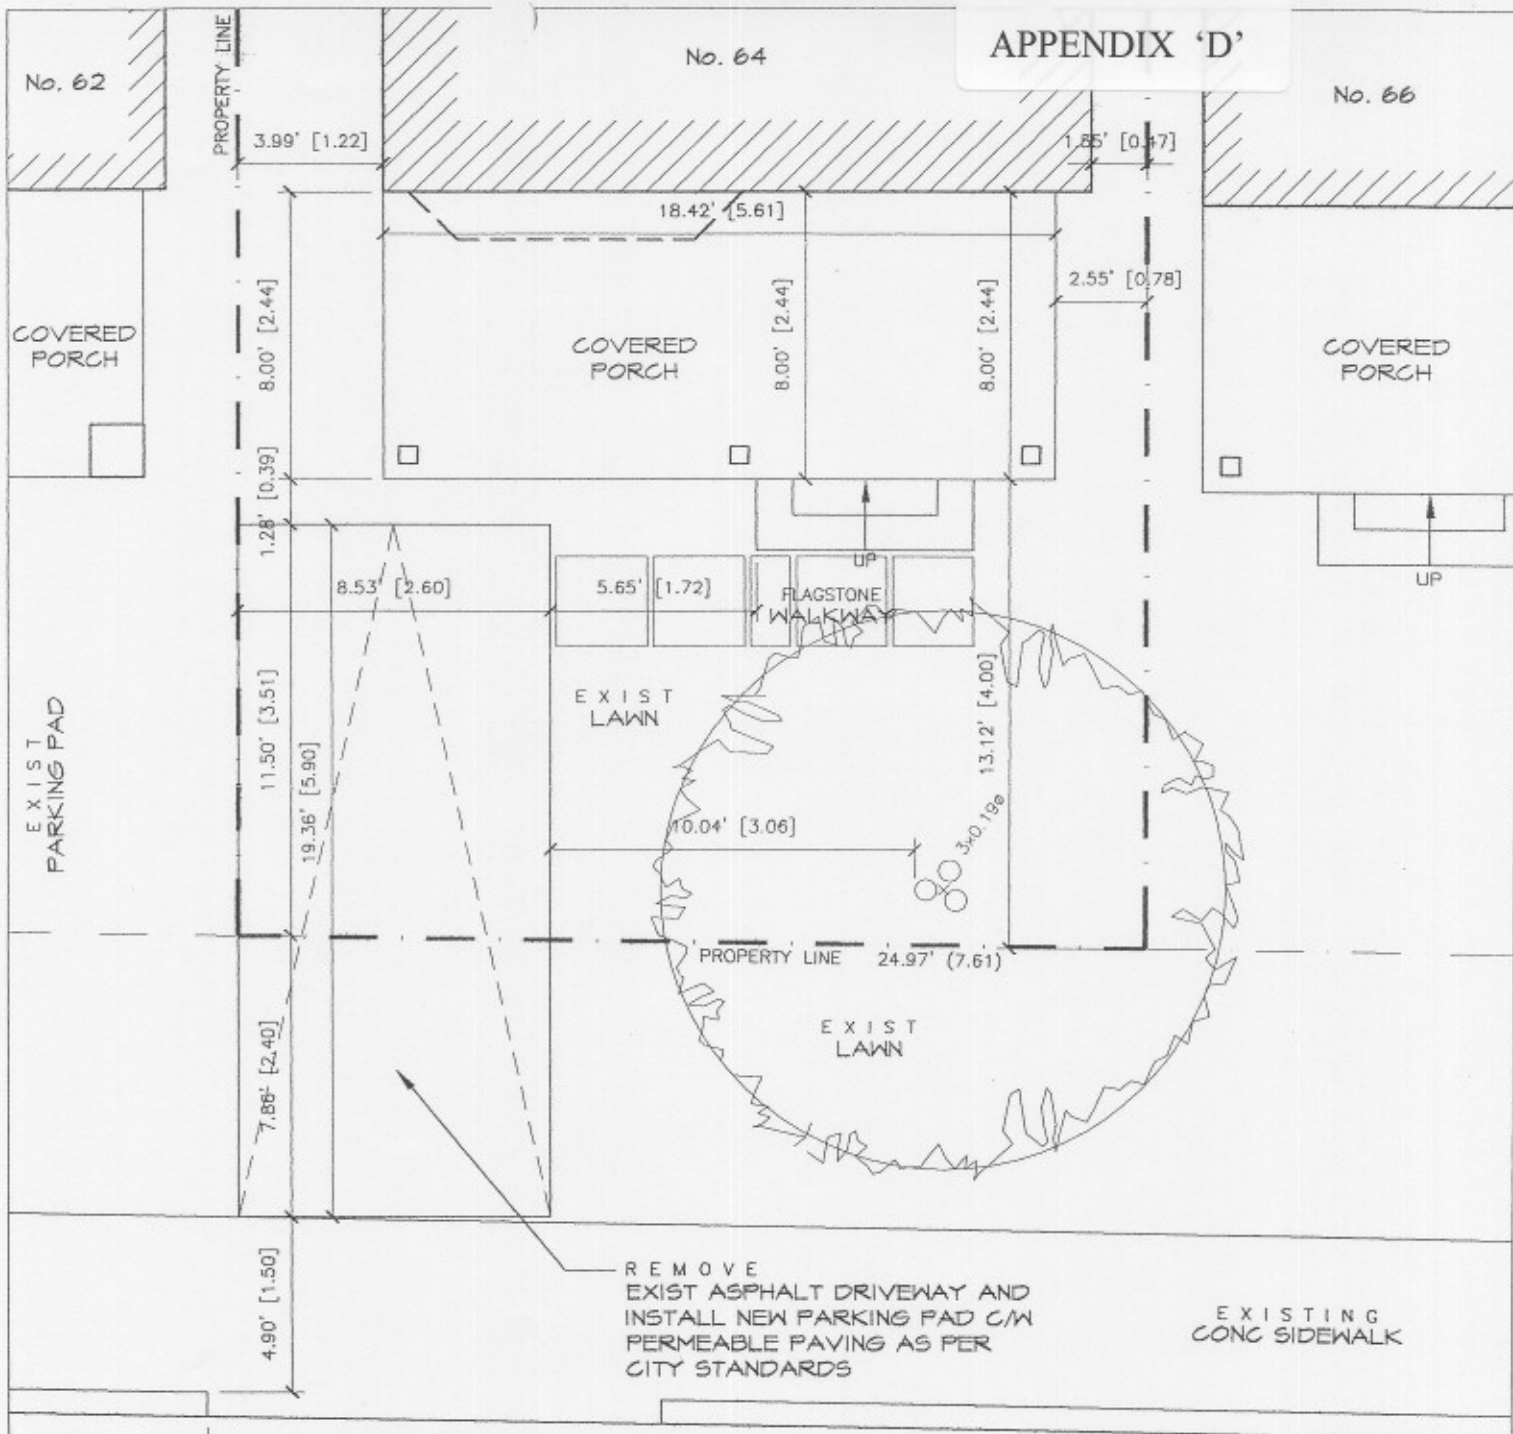 APPENDIX 'D'
No. 62
PROPERTY LINE
No. 64
No. 66
3.99' [1.22]
1.55' [0.47]
18.42' [5.61]
2.55' [0.78]
8.00' [2.44]
8.00' [2.44]
8.00' [2.44]
COVERED
PORCH
COVERED
PORCH
COVERED
PORCH
1.28' [0.39]
UP
UP
8.53' [2.60]
5.65' [1.72]
FLAGSTONE
WALKWAY
EXIST
LAWN
EXIST
PARKING PAD
11.50' [3.51]
19.36' [5.90]
13.12' [4.00]
10.04' [3.06]
3x0.19ø
PROPERTY LINE
24.97' (7.61)
EXIST
LAWN
7.86' [2.40]
4.90' [1.50]
REMOVE
EXIST ASPHALT DRIVEWAY AND
INSTALL NEW PARKING PAD C/W
PERMEABLE PAVING AS PER
CITY STANDARDS
EXISTING
CONC SIDEWALK